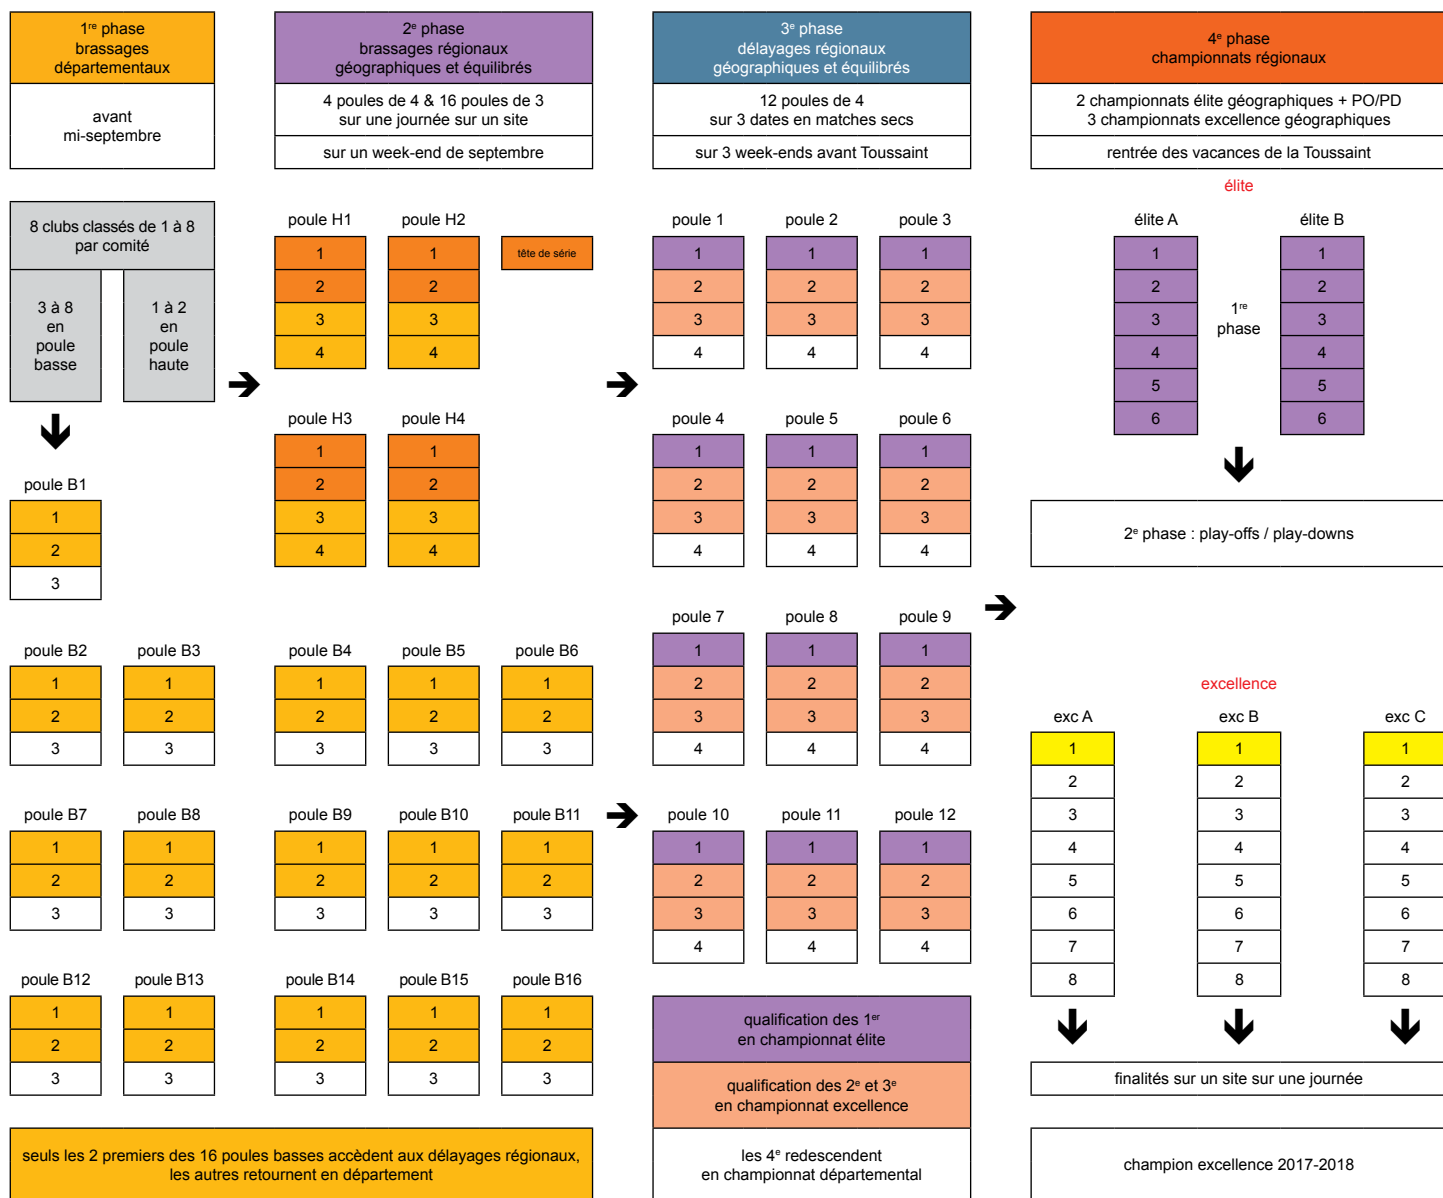 1re phase
brassages
départementaux
avant
mi-septembre
2e phase
brassages régionaux
géographiques et équilibrés
4 poules de 4 & 16 poules de 3
sur une journée sur un site
sur un week-end de septembre
3e phase
délayages régionaux
géographiques et équilibrés
12 poules de 4
sur 3 dates en matches secs
sur 3 week-ends avant Toussaint
4e phase
championnats régionaux
2 championnats élite géographiques + PO/PD
3 championnats excellence géographiques
rentrée des vacances de la Toussaint
8 clubs classés de 1 à 8
par comité
3 à 8
en
poule
basse
1 à 2
en
poule
haute
poule H1 poule H2
1 1 tête de série
2 2
3 3
4 4
poule H3 poule H4
1 1
2 2
3 3
4 4
poule B1
1
2
3
poule B2 poule B3 poule B4 poule B5 poule B6
1 1 1 1 1
2 2 2 2 2
3 3 3 3 3
poule B7 poule B8 poule B9 poule B10 poule B11
1 1 1 1 1
2 2 2 2 2
3 3 3 3 3
poule B12 poule B13 poule B14 poule B15 poule B16
1 1 1 1 1
2 2 2 2 2
3 3 3 3 3
seuls les 2 premiers des 16 poules basses accèdent aux délayages régionaux,
les autres retournent en département
poule 1 poule 2 poule 3
1 1 1
2 2 2
3 3 3
4 4 4
poule 4 poule 5 poule 6
1 1 1
2 2 2
3 3 3
4 4 4
poule 7 poule 8 poule 9
1 1 1
2 2 2
3 3 3
4 4 4
poule 10 poule 11 poule 12
1 1 1
2 2 2
3 3 3
4 4 4
qualification des 1er
en championnat élite
qualification des 2e et 3e
en championnat excellence
les 4e redescendent
en championnat départemental
élite
élite A élite B
1 1
2 2
3 3
4 4
5 5
6 6
1re
phase
2e phase : play-offs / play-downs
excellence
exc A exc B exc C
1 1 1
2 2 2
3 3 3
4 4 4
5 5 5
6 6 6
7 7 7
8 8 8
finalités sur un site sur une journée
champion excellence 2017-2018